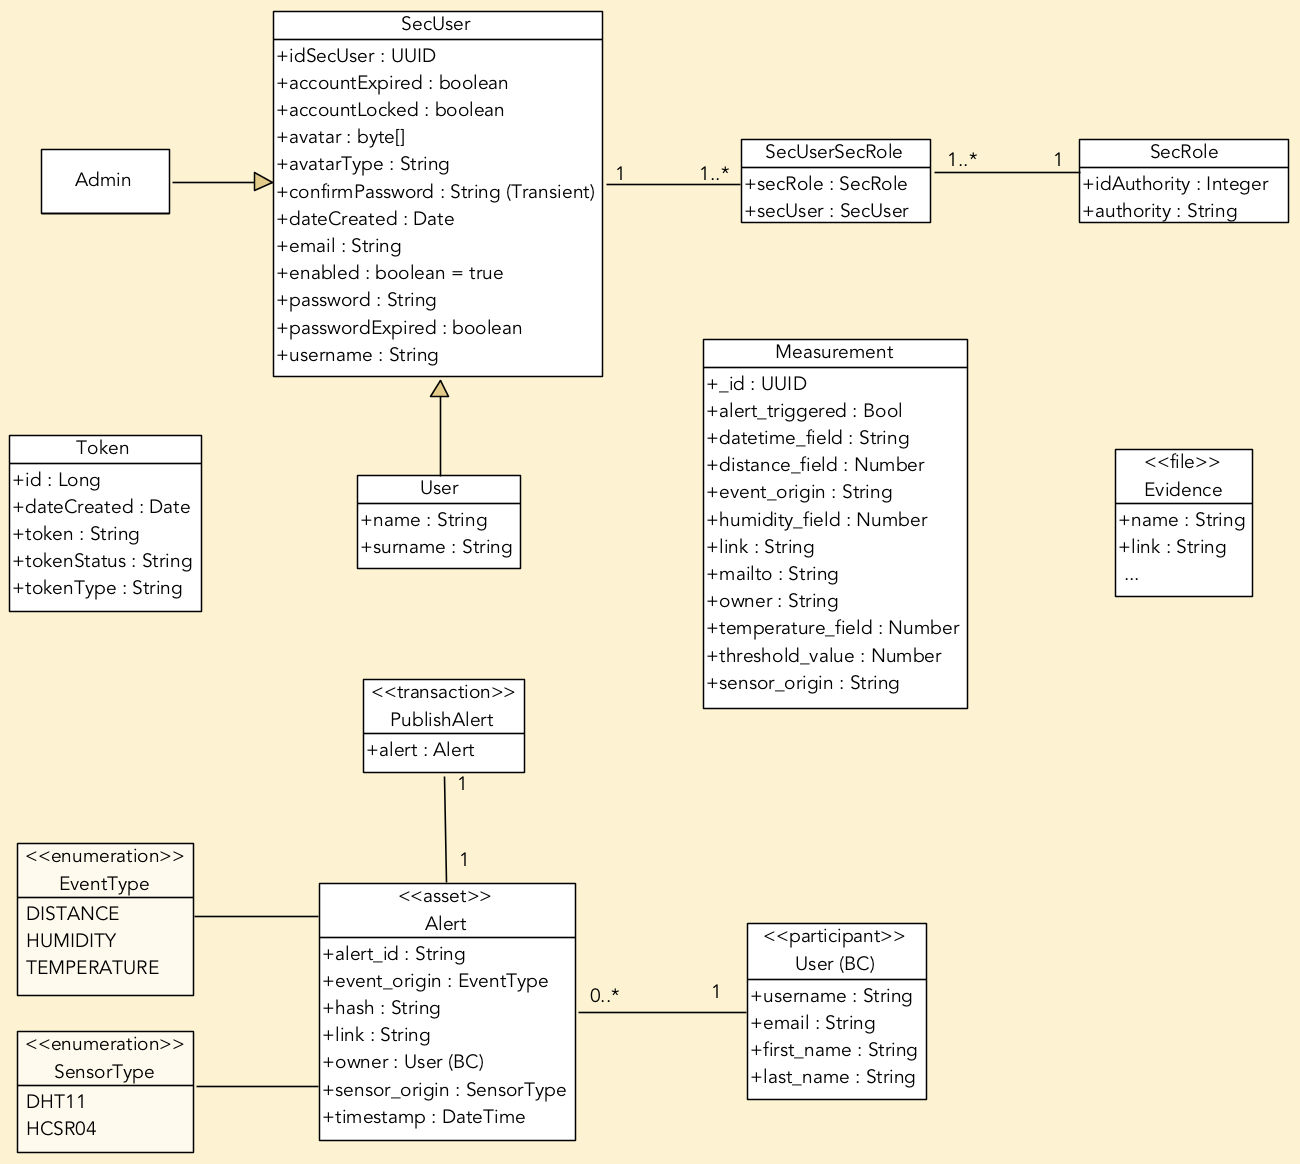 SecUser
+idSecUser : UUID
+accountExpired : boolean
+accountLocked : boolean
+avatar : byte[]
+avatarType : String
+confirmPassword : String (Transient)
+dateCreated : Date
+email : String
+enabled : boolean = true
+password : String
+passwordExpired : boolean
+username : String
Admin
1
1..*
SecUserSecRole
+secRole : SecRole
+secUser : SecUser
1..*
1
SecRole
+idAuthority : Integer
+authority : String
Measurement
+_id : UUID
+alert_triggered : Bool
+datetime_field : String
+distance_field : Number
+event_origin : String
+humidity_field : Number
+link : String
+mailto : String
+owner : String
+temperature_field : Number
+threshold_value : Number
+sensor_origin : String
Token
+id : Long
+dateCreated : Date
+token : String
+tokenStatus : String
+tokenType : String
User
+name : String
+surname : String
<<file>>
Evidence
+name : String
+link : String
...
<<transaction>>
PublishAlert
+alert : Alert
1
1
<<enumeration>>
EventType
DISTANCE
HUMIDITY
TEMPERATURE
<<asset>>
Alert
+alert_id : String
+event_origin : EventType
+hash : String
+link : String
+owner : User (BC)
+sensor_origin : SensorType
+timestamp : DateTime
0..*
1
<<participant>>
User (BC)
+username : String
+email : String
+first_name : String
+last_name : String
<<enumeration>>
SensorType
DHT11
HCSR04